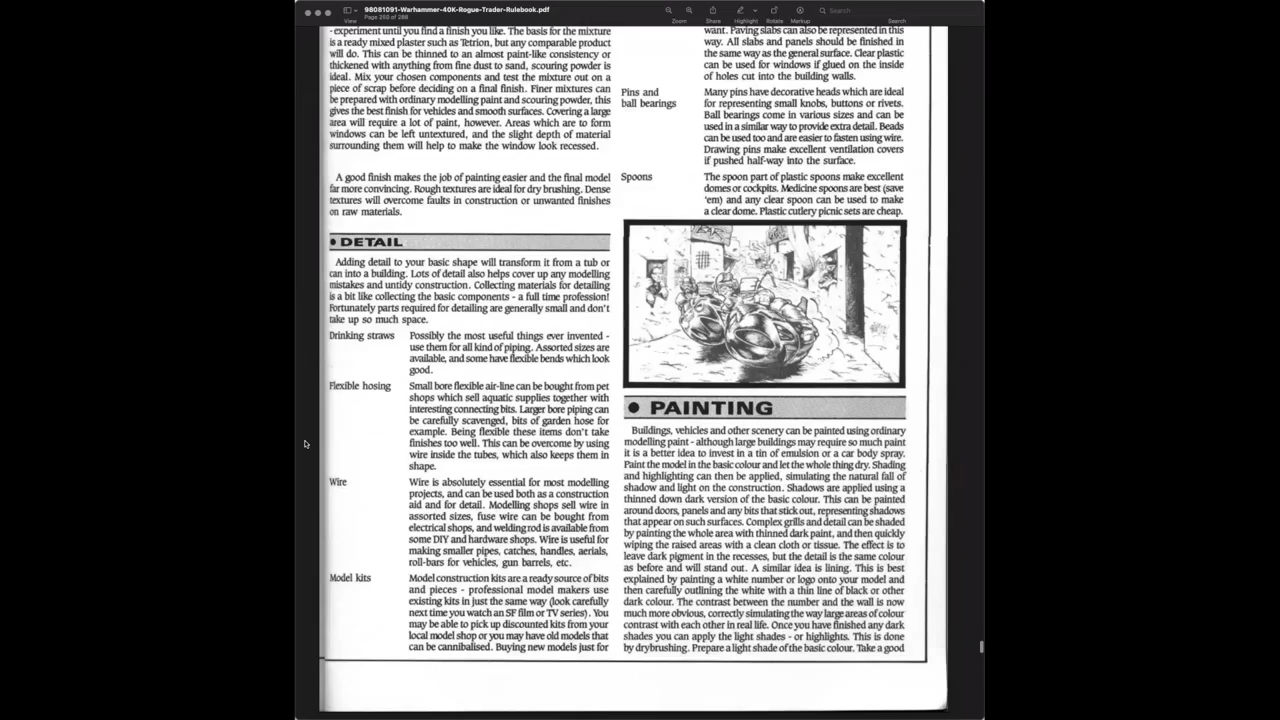 98081091-Warhammer-40K-Rogue-Trader-Rulebook.pdf
Page 250 of 286
View
Zoom
Share
Highlight
Rotate
Markup
Search
Search
- experiment until you find a finish you like. The basis for the mixture
is a ready mixed plaster such as Tetrion, but any comparable product
will do. This can be thinned to an almost paint-like consistency or
thickened with anything from fine dust to sand, scouring powder is
ideal. Mix your chosen components and test the mixture out on a
piece of scrap before deciding on a final finish. Finer mixtures can
be prepared with ordinary modelling paint and scouring powder, this
gives the best finish for vehicles and smooth surfaces. Covering a large
area will require a lot of paint, however. Areas which are to form
windows can be left untextured, and the slight depth of material
surrounding them will help to make the window look recessed.
A good finish makes the job of painting easier and the final model
far more convincing. Rough textures are ideal for dry brushing. Dense
textures will overcome faults in construction or unwanted finishes
on raw materials.
• DETAIL
Adding detail to your basic shape will transform it from a tub or
can into a building. Lots of detail also helps cover up any modelling
mistakes and untidy construction. Collecting materials for detailing
is a bit like collecting the basic components - a full time profession!
Fortunately parts required for detailing are generally small and don't
take up so much space.
Drinking straws
Possibly the most useful things ever invented -
use them for all kind of piping. Assorted sizes are
available, and some have flexible bends which look
good.
Flexible hosing
Small bore flexible air-line can be bought from pet
shops which sell aquatic supplies together with
interesting connecting bits. Larger bore piping can
be carefully scavenged, bits of garden hose for
example. Being flexible these items don't take
finishes too well. This can be overcome by using
wire inside the tubes, which also keeps them in
shape.
Wire
Wire is absolutely essential for most modelling
projects, and can be used both as a construction
aid and for detail. Modelling shops sell wire in
assorted sizes, fuse wire can be bought from
electrical shops, and welding rod is available from
some DIY and hardware shops. Wire is useful for
making smaller pipes, catches, handles, aerials,
roll-bars for vehicles, gun barrels, etc.
Model kits
Model construction kits are a ready source of bits
and pieces - professional model makers use
existing kits in just the same way (look carefully
next time you watch an SF film or TV series). You
may be able to pick up discounted kits from your
local model shop or you may have old models that
can be cannibalised. Buying new models just for
want. Paving slabs can also be represented in this
way. All slabs and panels should be finished in
the same way as the general surface. Clear plastic
can be used for windows if glued on the inside
of holes cut into the building walls.
Pins and
ball bearings
Many pins have decorative heads which are ideal
for representing small knobs, buttons or rivets.
Ball bearings come in various sizes and can be
used in a similar way to provide extra detail. Beads
can be used too and are easier to fasten using wire.
Drawing pins make excellent ventilation covers
if pushed half-way into the surface.
Spoons
The spoon part of plastic spoons make excellent
domes or cockpits. Medicine spoons are best (save
'em) and any clear spoon can be used to make
a clear dome. Plastic cutlery picnic sets are cheap.
• PAINTING
Buildings, vehicles and other scenery can be painted using ordinary
modelling paint - although large buildings may require so much paint
it is a better idea to invest in a tin of emulsion or a car body spray.
Paint the model in the basic colour and let the whole thing dry. Shading
and highlighting can then be applied, simulating the natural fall of
shadow and light on the construction. Shadows are applied using a
thinned down dark version of the basic colour. This can be painted
around doors, panels and any bits that stick out, representing shadows
that appear on such surfaces. Complex grills and detail can be shaded
by painting the whole area with thinned dark paint, and then quickly
wiping the raised areas with a clean cloth or tissue. The effect is to
leave dark pigment in the recesses, but the detail is the same colour
as before and will stand out. A similar idea is lining. This is best
explained by painting a white number or logo onto your model and
then carefully outlining the white with a thin line of black or other
dark colour. The contrast between the number and the wall is now
much more obvious, correctly simulating the way large areas of colour
contrast with each other in real life. Once you have finished any dark
shades you can apply the light shades - or highlights. This is done
by drybrushing. Prepare a light shade of the basic colour. Take a good